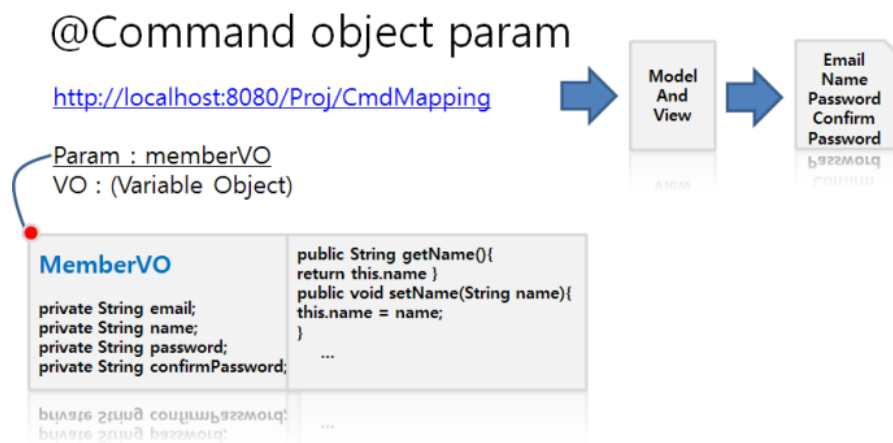 @Command object param
http://localhost:8080/Proj/CmdMapping
Model
And
View
Email
Name
Password
Confirm
Password
Param : memberVO
VO : (Variable Object)
MemberVO
private String email;
private String name;
private String password;
private String confirmPassword;
public String getName(){
return this.name }
public void setName(String name){
this.name = name;
}
...